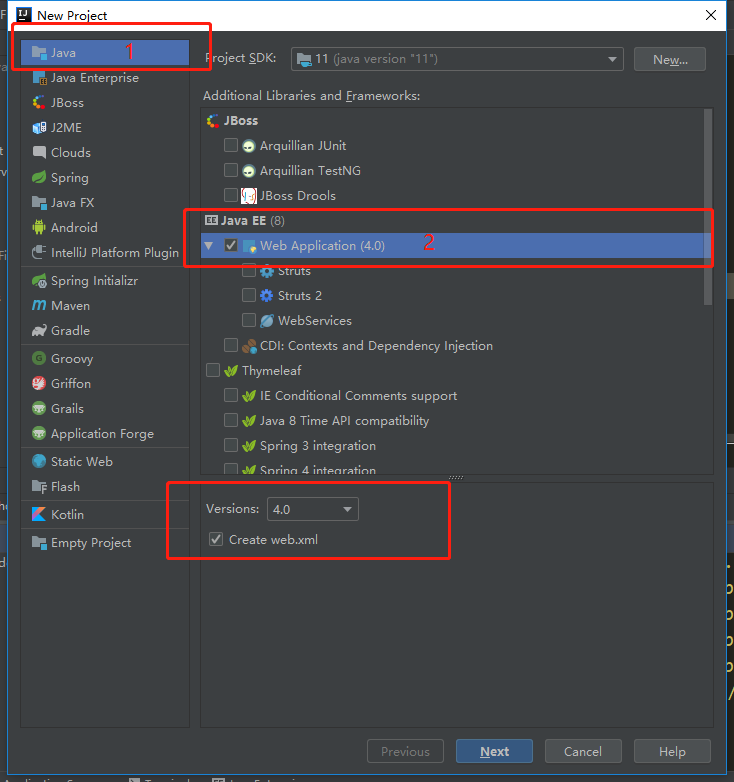 New Project
Java 1
Java Enterprise
JBoss
J2ME
Clouds
Spring
Java FX
Android
IntelliJ Platform Plugin
Spring Initializr
Maven
Gradle
Groovy
Griffon
Grails
Application Forge
Static Web
Flash
Kotlin
Empty Project
Project SDK: 11 (java version "11") New...
Additional Libraries and Frameworks:
JBoss
Arquillian JUnit
Arquillian TestNG
JBoss Drools
Java EE (8)
Web Application (4.0) 2
Struts
Struts 2
WebServices
CDI: Contexts and Dependency Injection
Thymeleaf
IE Conditional Comments support
Java 8 Time API compatibility
Spring 3 integration
Spring 4 integration
Versions: 4.0
Create web.xml
Previous Next Cancel Help